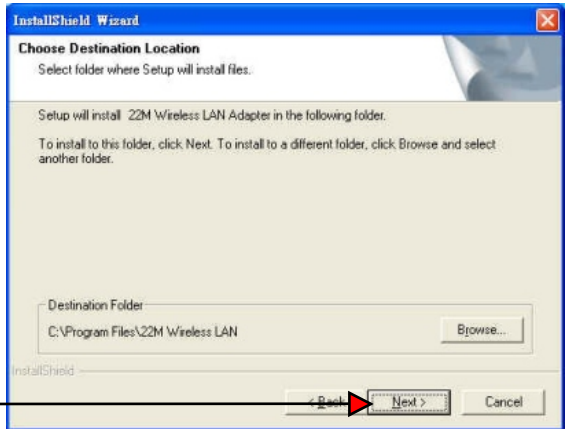 InstallShield Wizard
Choose Destination Location
Select folder where Setup will install files.
Setup will install 22M Wireless LAN Adapter in the following folder.
To install to this folder, click Next. To install to a different folder, click Browse and select
another folder.
Destination Folder
C:\Program Files\22M Wireless LAN
Browse...
InstallShield
< Back
Next >
Cancel